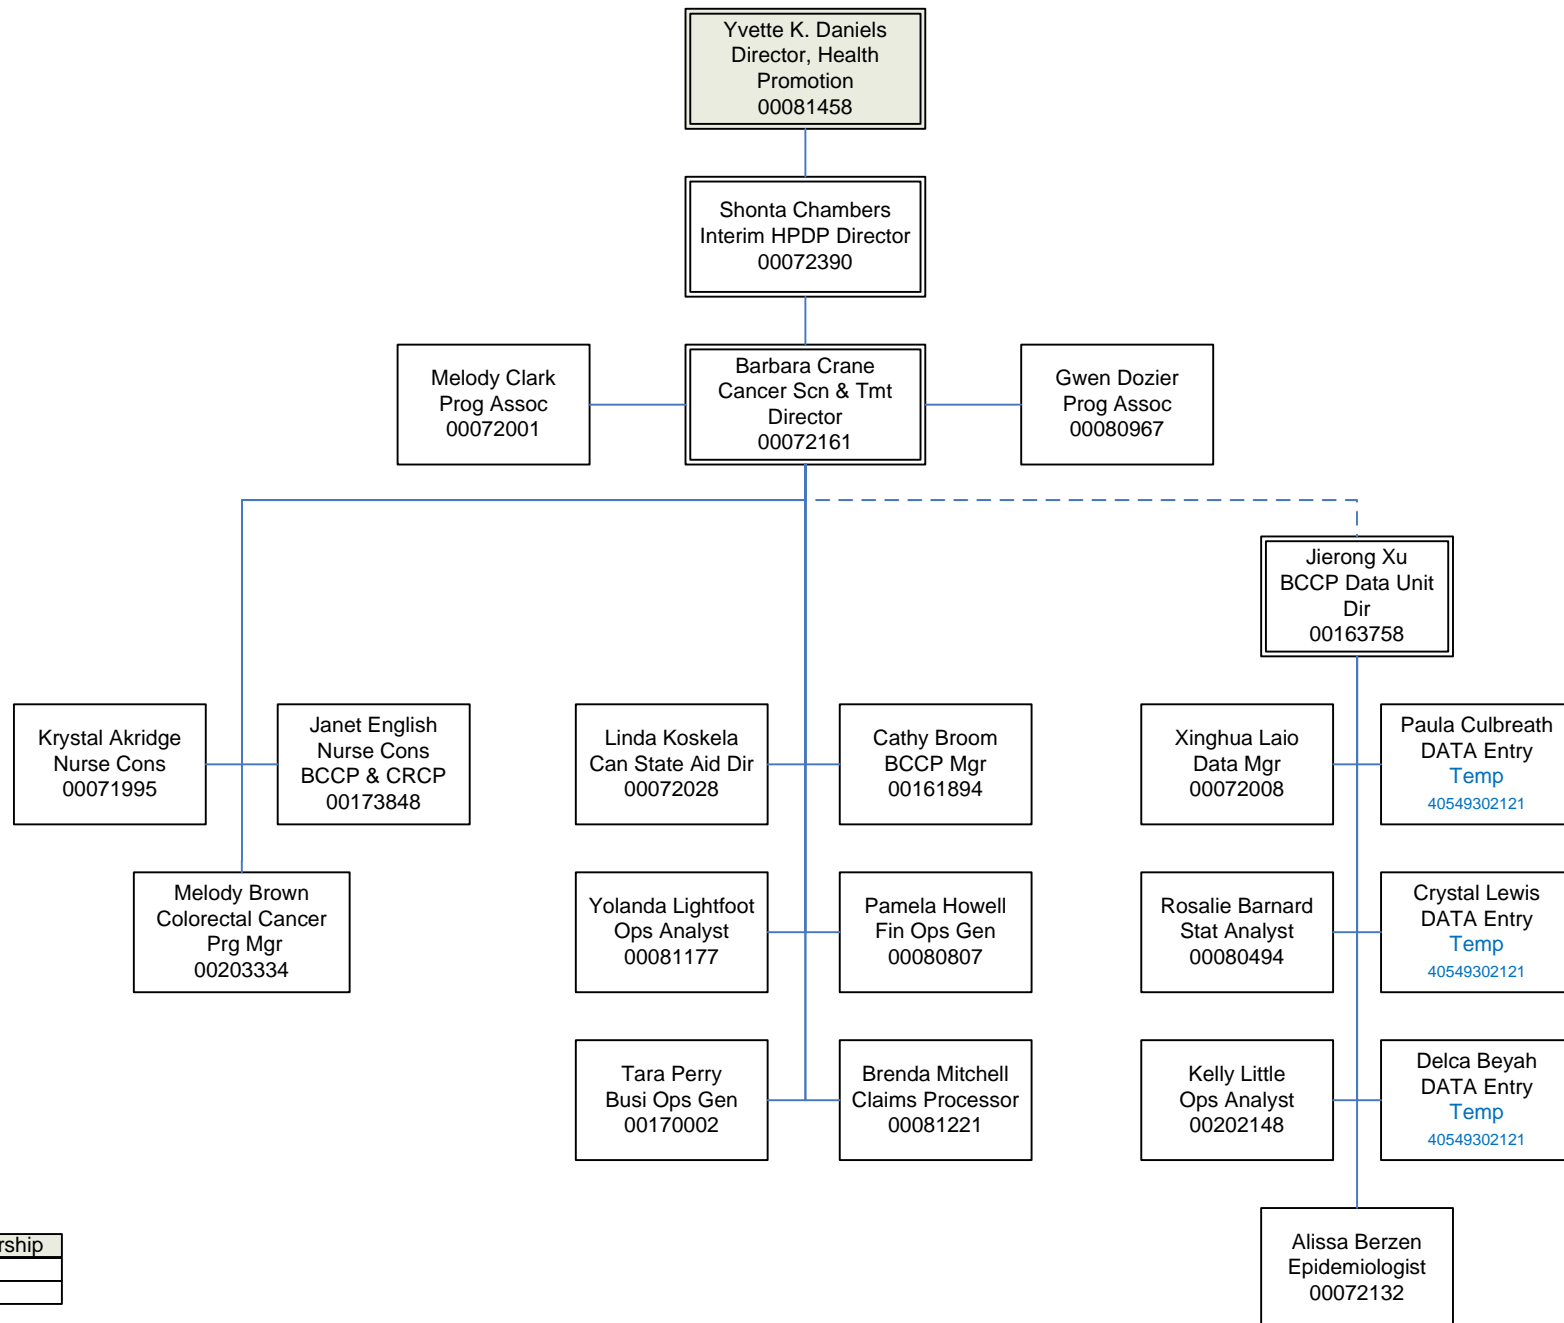 Yvette K. Daniels
Director, Health
Promotion
00081458
Shonta Chambers
Interim HPDP Director
00072390
Melody Clark
Prog Assoc
00072001
Barbara Crane
Cancer Scn & Tmt
Director
00072161
Gwen Dozier
Prog Assoc
00080967
Jierong Xu
BCCP Data Unit
Dir
00163758
Krystal Akridge
Nurse Cons
00071995
Janet English
Nurse Cons
BCCP & CRCP
00173848
Linda Koskela
Can State Aid Dir
00072028
Cathy Broom
BCCP Mgr
00161894
Xinghua Laio
Data Mgr
00072008
Paula Culbreath
DATA Entry
Temp
40549302121
Melody Brown
Colorectal Cancer
Prg Mgr
00203334
Yolanda Lightfoot
Ops Analyst
00081177
Pamela Howell
Fin Ops Gen
00080807
Rosalie Barnard
Stat Analyst
00080494
Crystal Lewis
DATA Entry
Temp
40549302121
Tara Perry
Busi Ops Gen
00170002
Brenda Mitchell
Claims Processor
00081221
Kelly Little
Ops Analyst
00202148
Delca Beyah
DATA Entry
Temp
40549302121
Alissa Berzen
Epidemiologist
00072132